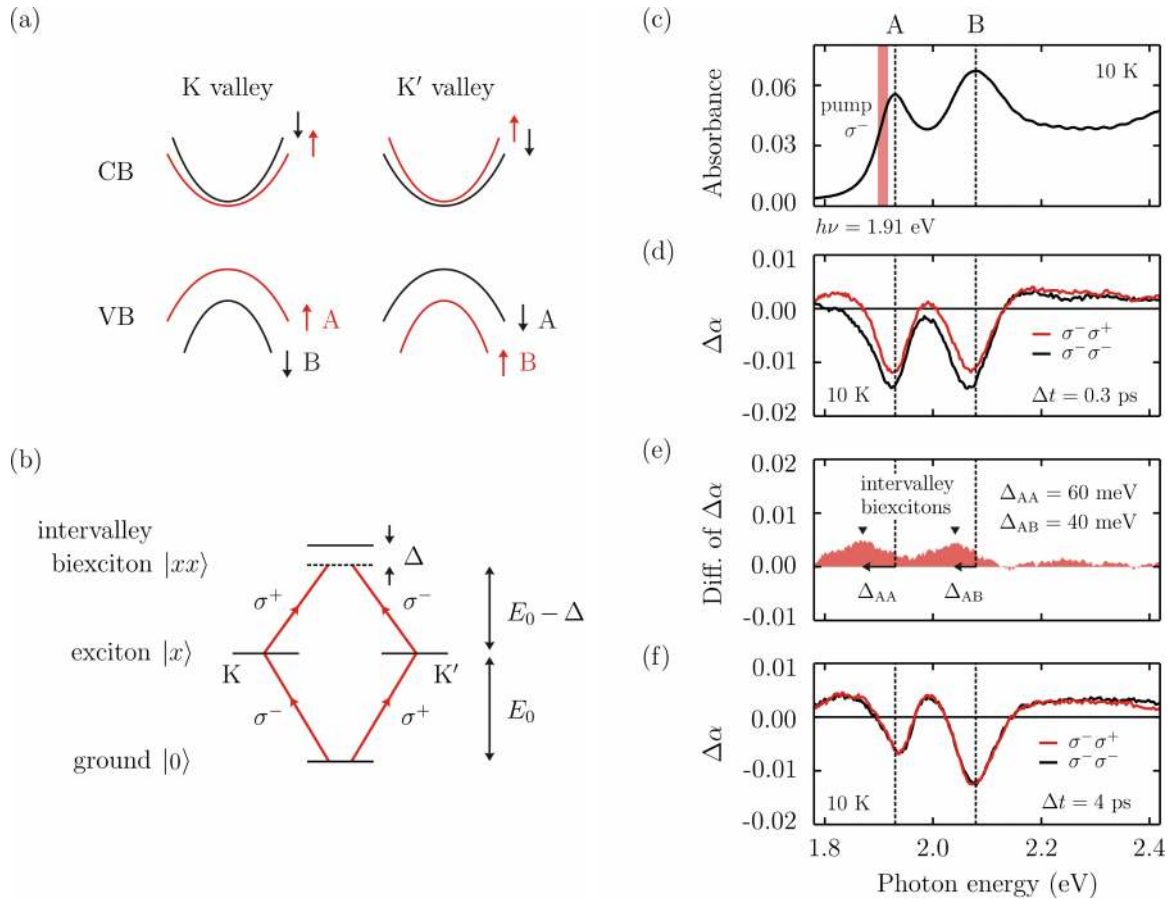 (a)
K valley K′ valley
CB
VB
A
B
A
B
(b)
intervalley
biexciton |xx⟩
Δ
σ⁺ σ⁻
E₀ − Δ
exciton |x⟩
K K′
σ⁻ σ⁺
E₀
ground |0⟩
(c)
A B
Absorbance
0.06
0.03
0.00
10 K
pump
σ⁻
hν = 1.91 eV
(d)
Δα
0.01
0.00
-0.01
-0.02
σ⁻σ⁺
σ⁻σ⁻
10 K
Δt = 0.3 ps
(e)
Diff. of Δα
0.02
0.01
0.00
-0.01
intervalley
biexcitons
Δ_AA = 60 meV
Δ_AB = 40 meV
Δ_AA Δ_AB
(f)
Δα
0.01
0.00
-0.01
-0.02
σ⁻σ⁺
σ⁻σ⁻
10 K
Δt = 4 ps
1.8 2.0 2.2 2.4
Photon energy (eV)